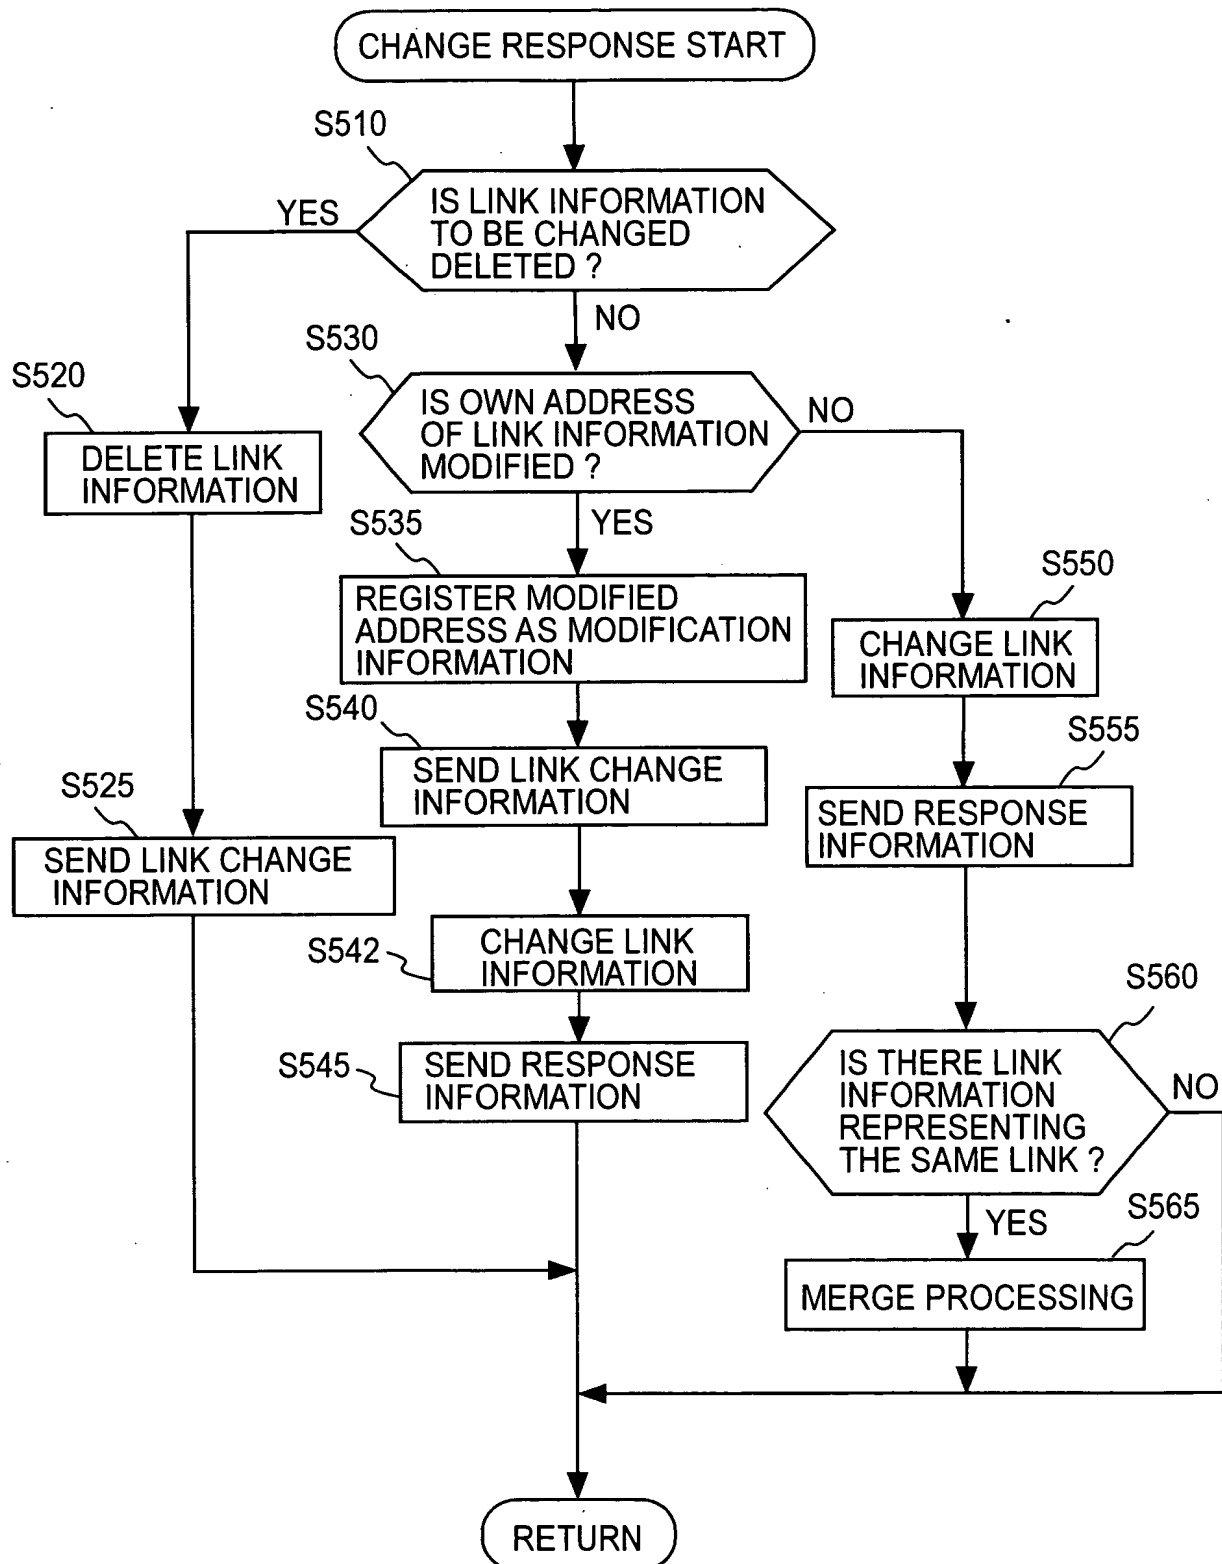 CHANGE RESPONSE START
S510
IS LINK INFORMATION
TO BE CHANGED
DELETED ?
YES
NO
S520
DELETE LINK
INFORMATION
S525
SEND LINK CHANGE
INFORMATION
S530
IS OWN ADDRESS
OF LINK INFORMATION
MODIFIED ?
NO
YES
S535
REGISTER MODIFIED
ADDRESS AS MODIFICATION
INFORMATION
S540
SEND LINK CHANGE
INFORMATION
S542
CHANGE LINK
INFORMATION
S545
SEND RESPONSE
INFORMATION
S550
CHANGE LINK
INFORMATION
S555
SEND RESPONSE
INFORMATION
S560
IS THERE LINK
INFORMATION
REPRESENTING
THE SAME LINK ?
NO
YES
S565
MERGE PROCESSING
RETURN